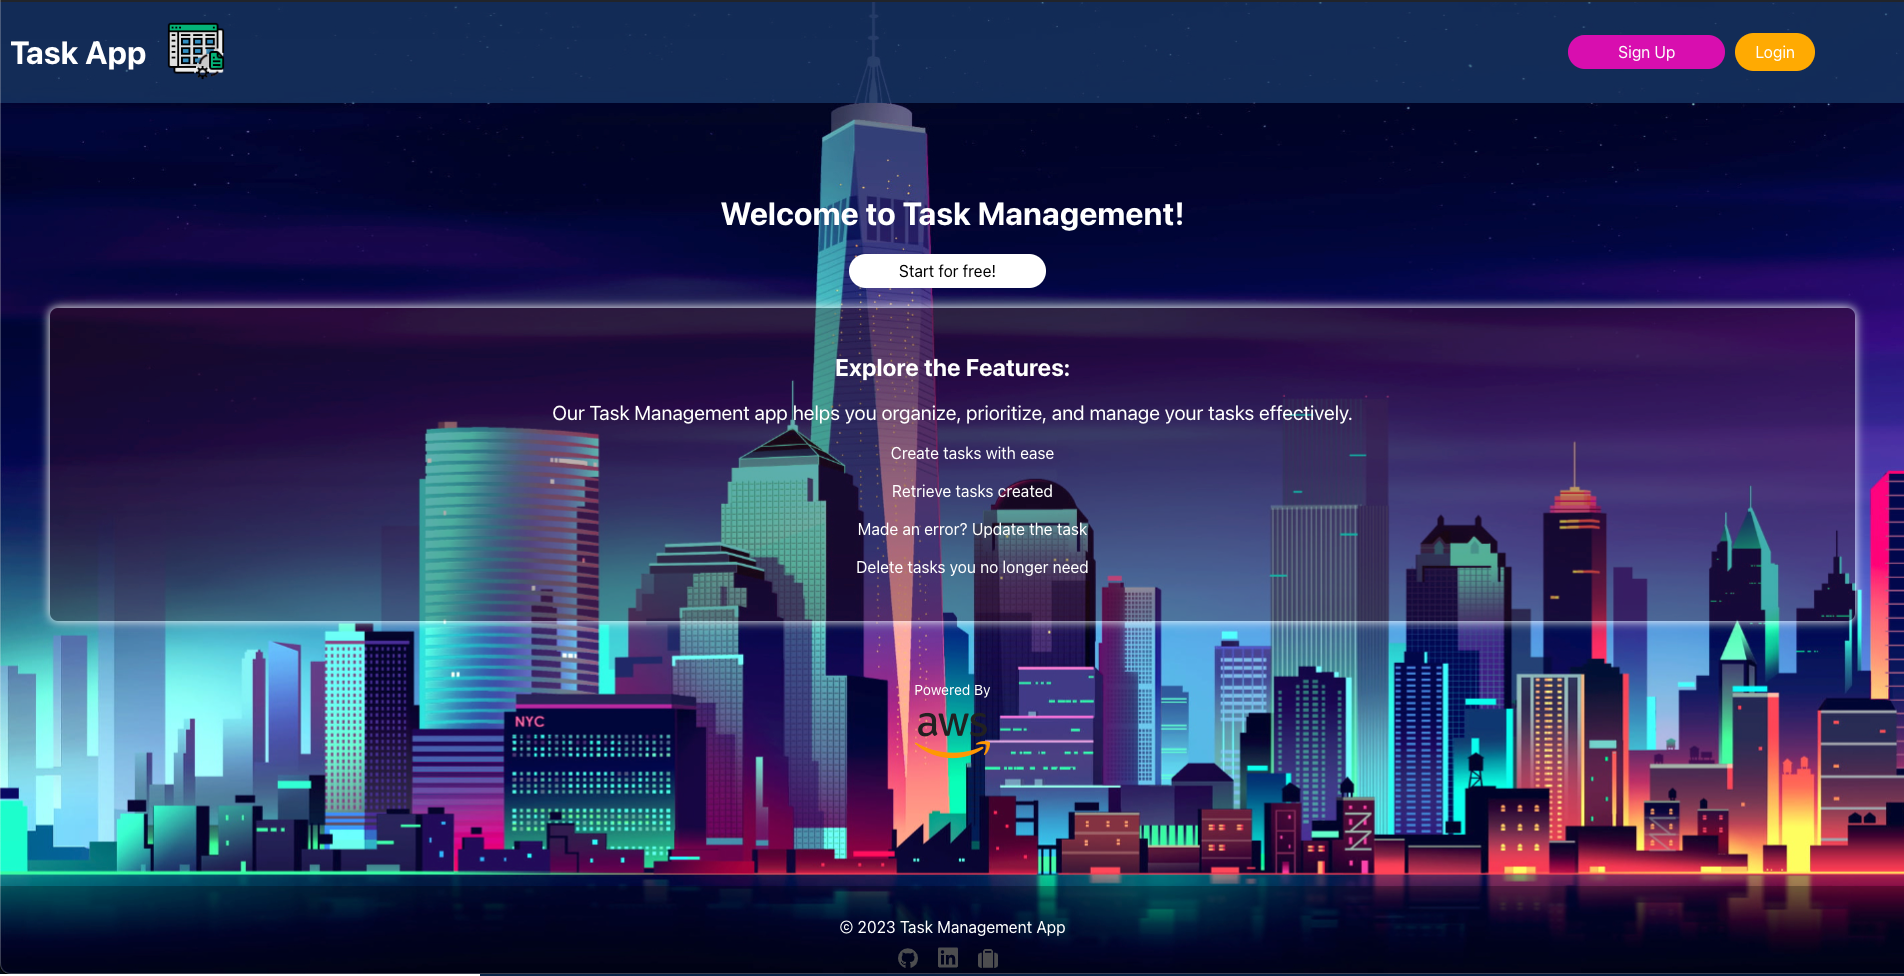 Task App
Sign Up
Login
Welcome to Task Management!
Start for free!
Explore the Features:
Our Task Management app helps you organize, prioritize, and manage your tasks effectively.
Create tasks with ease
Retrieve tasks created
Made an error? Update the task
Delete tasks you no longer need
Powered By
aws
NYC
© 2023 Task Management App
in